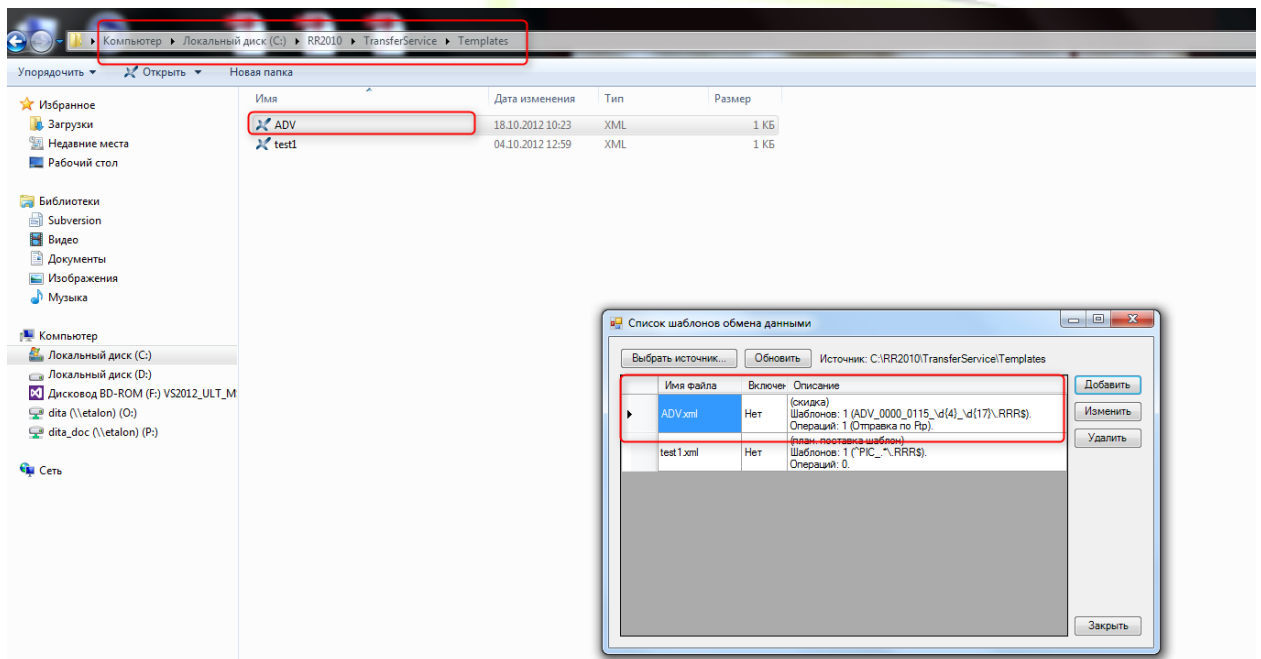 Компьютер ▸ Локальный диск (C:) ▸ RR2010 ▸ TransferService ▸ Templates
Упорядочить ▾ Открыть ▾ Новая папка
Имя Дата изменения Тип Размер
ADV 18.10.2012 10:23 XML 1 КБ
test1 04.10.2012 12:59 XML 1 КБ
Избранное
Загрузки
Недавние места
Рабочий стол
Библиотеки
Subversion
Видео
Документы
Изображения
Музыка
Компьютер
Локальный диск (C:)
Локальный диск (D:)
Дисковод BD-ROM (F:) VS2012_ULT_M
dita (\\etalon) (O:)
dita_doc (\\etalon) (P:)
Сеть
Список шаблонов обмена данными
Выбрать источник... Обновить Источник: C:\RR2010\TransferService\Templates
Имя файла Включен Описание
ADV.xml Нет (скидка)
Шаблонов: 1 (ADV_0000_0115_\d{4}_\d{17}\.RRR$).
Операций: 1 (Отправка по Ftp).
test1.xml Нет (план. поставка шаблон)
Шаблонов: 1 (^PIC_.*\.RRR$).
Операций: 0.
Добавить
Изменить
Удалить
Закрыть